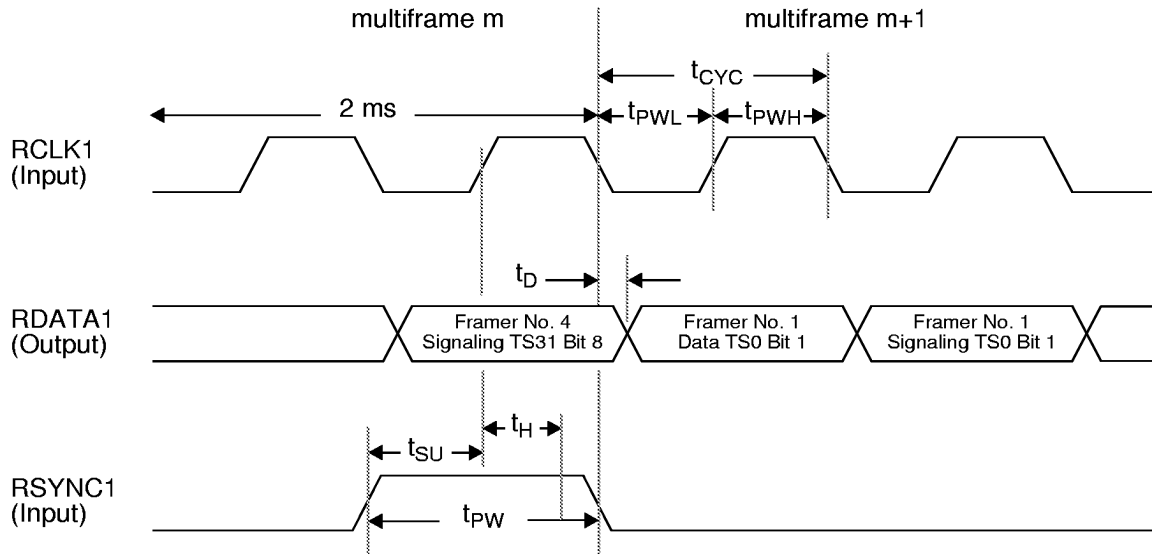 multiframe m
multiframe m+1
tCYC
2 ms
tPWL
tPWH
RCLK1
(Input)
tD
RDATA1
(Output)
Framer No. 4
Signaling TS31 Bit 8
Framer No. 1
Data TS0 Bit 1
Framer No. 1
Signaling TS0 Bit 1
tH
tSU
RSYNC1
(Input)
tPW